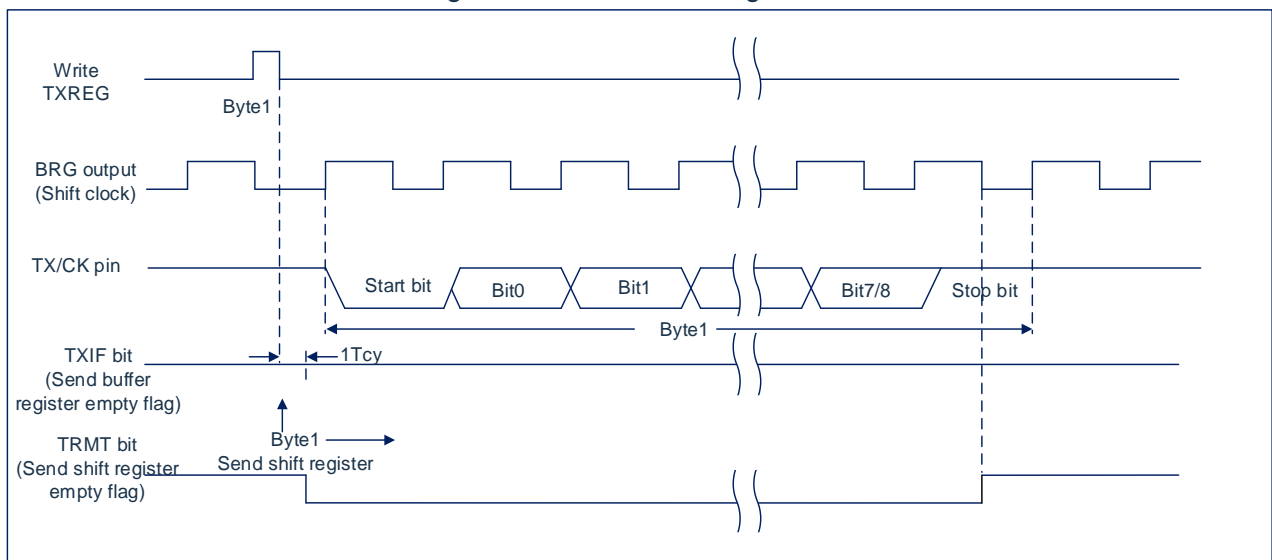 Write
TXREG
Byte1
BRG output
(Shift clock)
TX/CK pin
Start bit
Bit0
Bit1
Bit7/8
Stop bit
Byte1
TXIF bit
(Send buffer
register empty flag)
1Tcy
Byte1
Send shift register
TRMT bit
(Send shift register
empty flag)